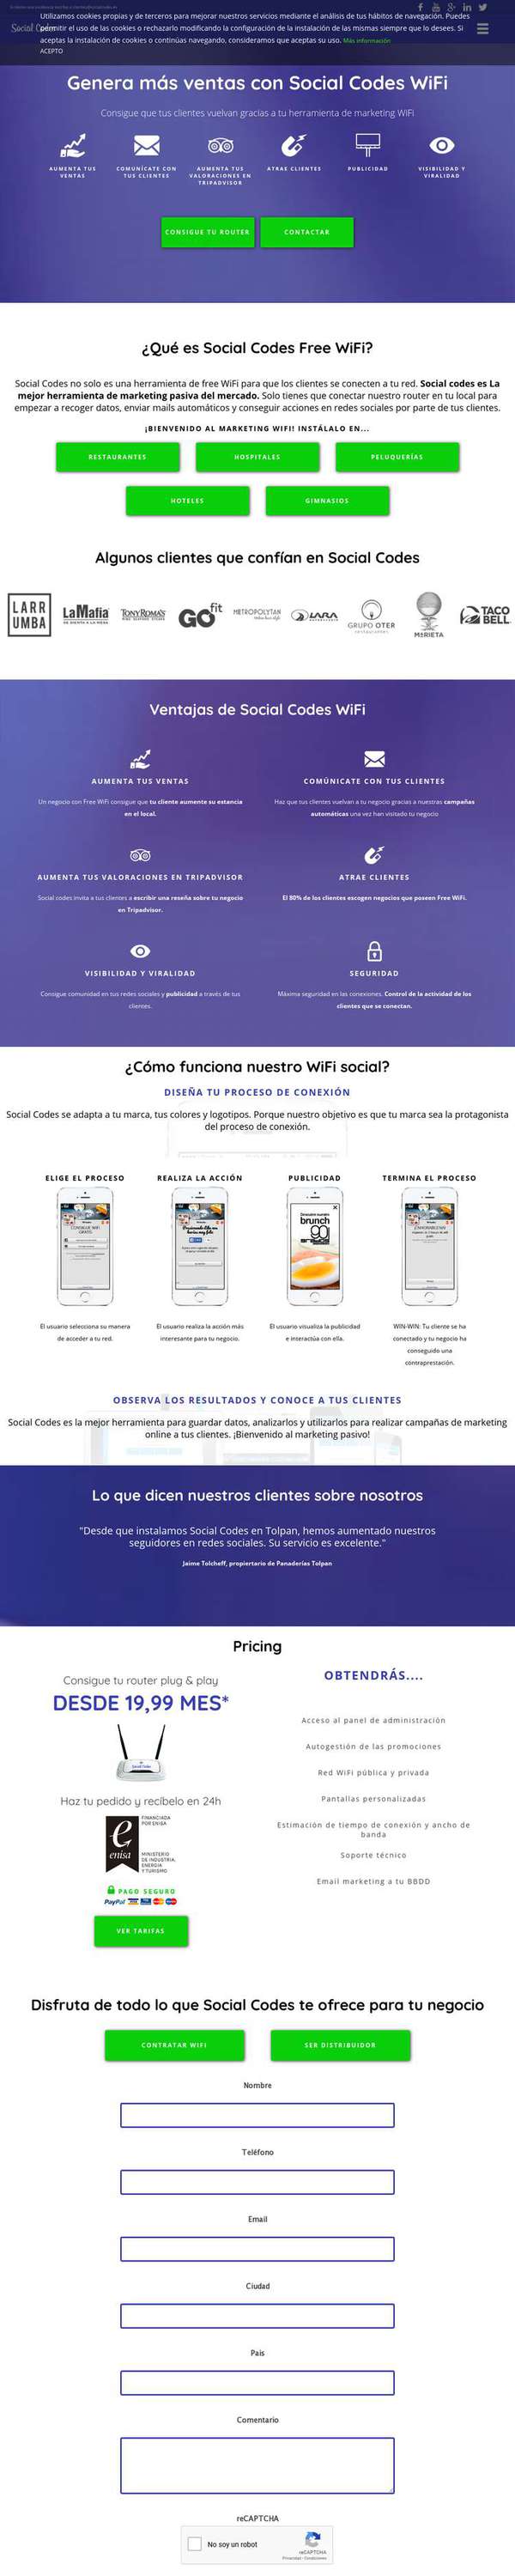 Utilizamos cookies propias y de terceros para mejorar nuestros servicios mediante el análisis de tus hábitos de navegación. Puedes
permitir el uso de las cookies o rechazarlo modificando la configuración de la instalación de las mismas siempre que lo desees. Si
aceptas la instalación de cookies o continúas navegando, consideramos que aceptas su uso. Más información
ACEPTO
Social Codes
Genera más ventas con Social Codes WiFi
Consigue que tus clientes vuelvan gracias a tu herramienta de marketing WiFi
AUMENTA TUS VENTAS
COMUNÍCATE CON TUS CLIENTES
AUMENTA TUS VALORACIONES EN TRIPADVISOR
ATRAE CLIENTES
PUBLICIDAD
VISIBILIDAD Y VIRALIDAD
CONSIGUE TU ROUTER
CONTACTAR
¿Qué es Social Codes Free WiFi?
Social Codes no solo es una herramienta de free WiFi para que los clientes se conecten a tu red. Social codes es La
mejor herramienta de marketing pasiva del mercado. Solo tienes que conectar nuestro router en tu local para
empezar a recoger datos, enviar mails automáticos y conseguir acciones en redes sociales por parte de tus clientes.
¡BIENVENIDO AL MARKETING WIFI! INSTÁLALO EN...
RESTAURANTES
HOSPITALES
PELUQUERÍAS
HOTELES
GIMNASIOS
Algunos clientes que confían en Social Codes
LARR
UMBA
LaMafia
SE SIENTA A LA MESA
TONY ROMA'S
GO fit
METROPOLITAN
LARA
GRUPO OTER
restaurantes
MARIETA
TACO
BELL
Ventajas de Social Codes WiFi
AUMENTA TUS VENTAS
Un negocio con Free WiFi consigue que tu cliente aumente su estancia
en el local.
COMÚNICATE CON TUS CLIENTES
Haz que tus clientes vuelvan a tu negocio gracias a nuestras campañas
automáticas una vez han visitado tu negocio
AUMENTA TUS VALORACIONES EN TRIPADVISOR
Social codes invita a tus clientes a escribir una reseña sobre tu negocio
en Tripadvisor.
ATRAE CLIENTES
El 80% de los clientes escogen negocios que poseen Free WiFi.
VISIBILIDAD Y VIRALIDAD
Consigue comunidad en tus redes sociales y publicidad a través de tus
clientes.
SEGURIDAD
Máxima seguridad en las conexiones. Control de la actividad de los
clientes que se conectan.
¿Cómo funciona nuestro WiFi social?
DISEÑA TU PROCESO DE CONEXIÓN
Social Codes se adapta a tu marca, tus colores y logotipos. Porque nuestro objetivo es que tu marca sea la protagonista
del proceso de conexión.
ELIGE EL PROCESO
REALIZA LA ACCIÓN
PUBLICIDAD
TERMINA EL PROCESO
brunch
El usuario selecciona su manera
de acceder a tu red.
El usuario realiza la acción más
interesante para tu negocio.
El usuario visualiza la publicidad
e interactúa con ella.
WIN-WIN: Tu cliente se ha
conectado y tu negocio ha
conseguido una
contraprestación.
OBSERVA LOS RESULTADOS Y CONOCE A TUS CLIENTES
Social Codes es la mejor herramienta para guardar datos, analizarlos y utilizarlos para realizar campañas de marketing
online a tus clientes. ¡Bienvenido al marketing pasivo!
Lo que dicen nuestros clientes sobre nosotros
"Desde que instalamos Social Codes en Tolpan, hemos aumentado nuestros
seguidores en redes sociales. Su servicio es excelente."
Jaime Tolcheff, propiertario de Panaderías Tolpan
Pricing
Consigue tu router plug & play
DESDE 19,99 MES*
Haz tu pedido y recíbelo en 24h
enisa
FINANCIADA
POR ENISA
MINISTERIO
DE INDUSTRIA,
ENERGÍA
Y TURISMO
PAGO SEGURO
PayPal
VER TARIFAS
OBTENDRÁS....
Acceso al panel de administración
Autogestión de las promociones
Red WiFi pública y privada
Pantallas personalizadas
Estimación de tiempo de conexión y ancho de
banda
Soporte técnico
Email marketing a tu BBDD
Disfruta de todo lo que Social Codes te ofrece para tu negocio
CONTRATAR WIFI
SER DISTRIBUIDOR
Nombre
Teléfono
Email
Ciudad
Pais
Comentario
reCAPTCHA
No soy un robot
reCAPTCHA
Privacidad - Condiciones